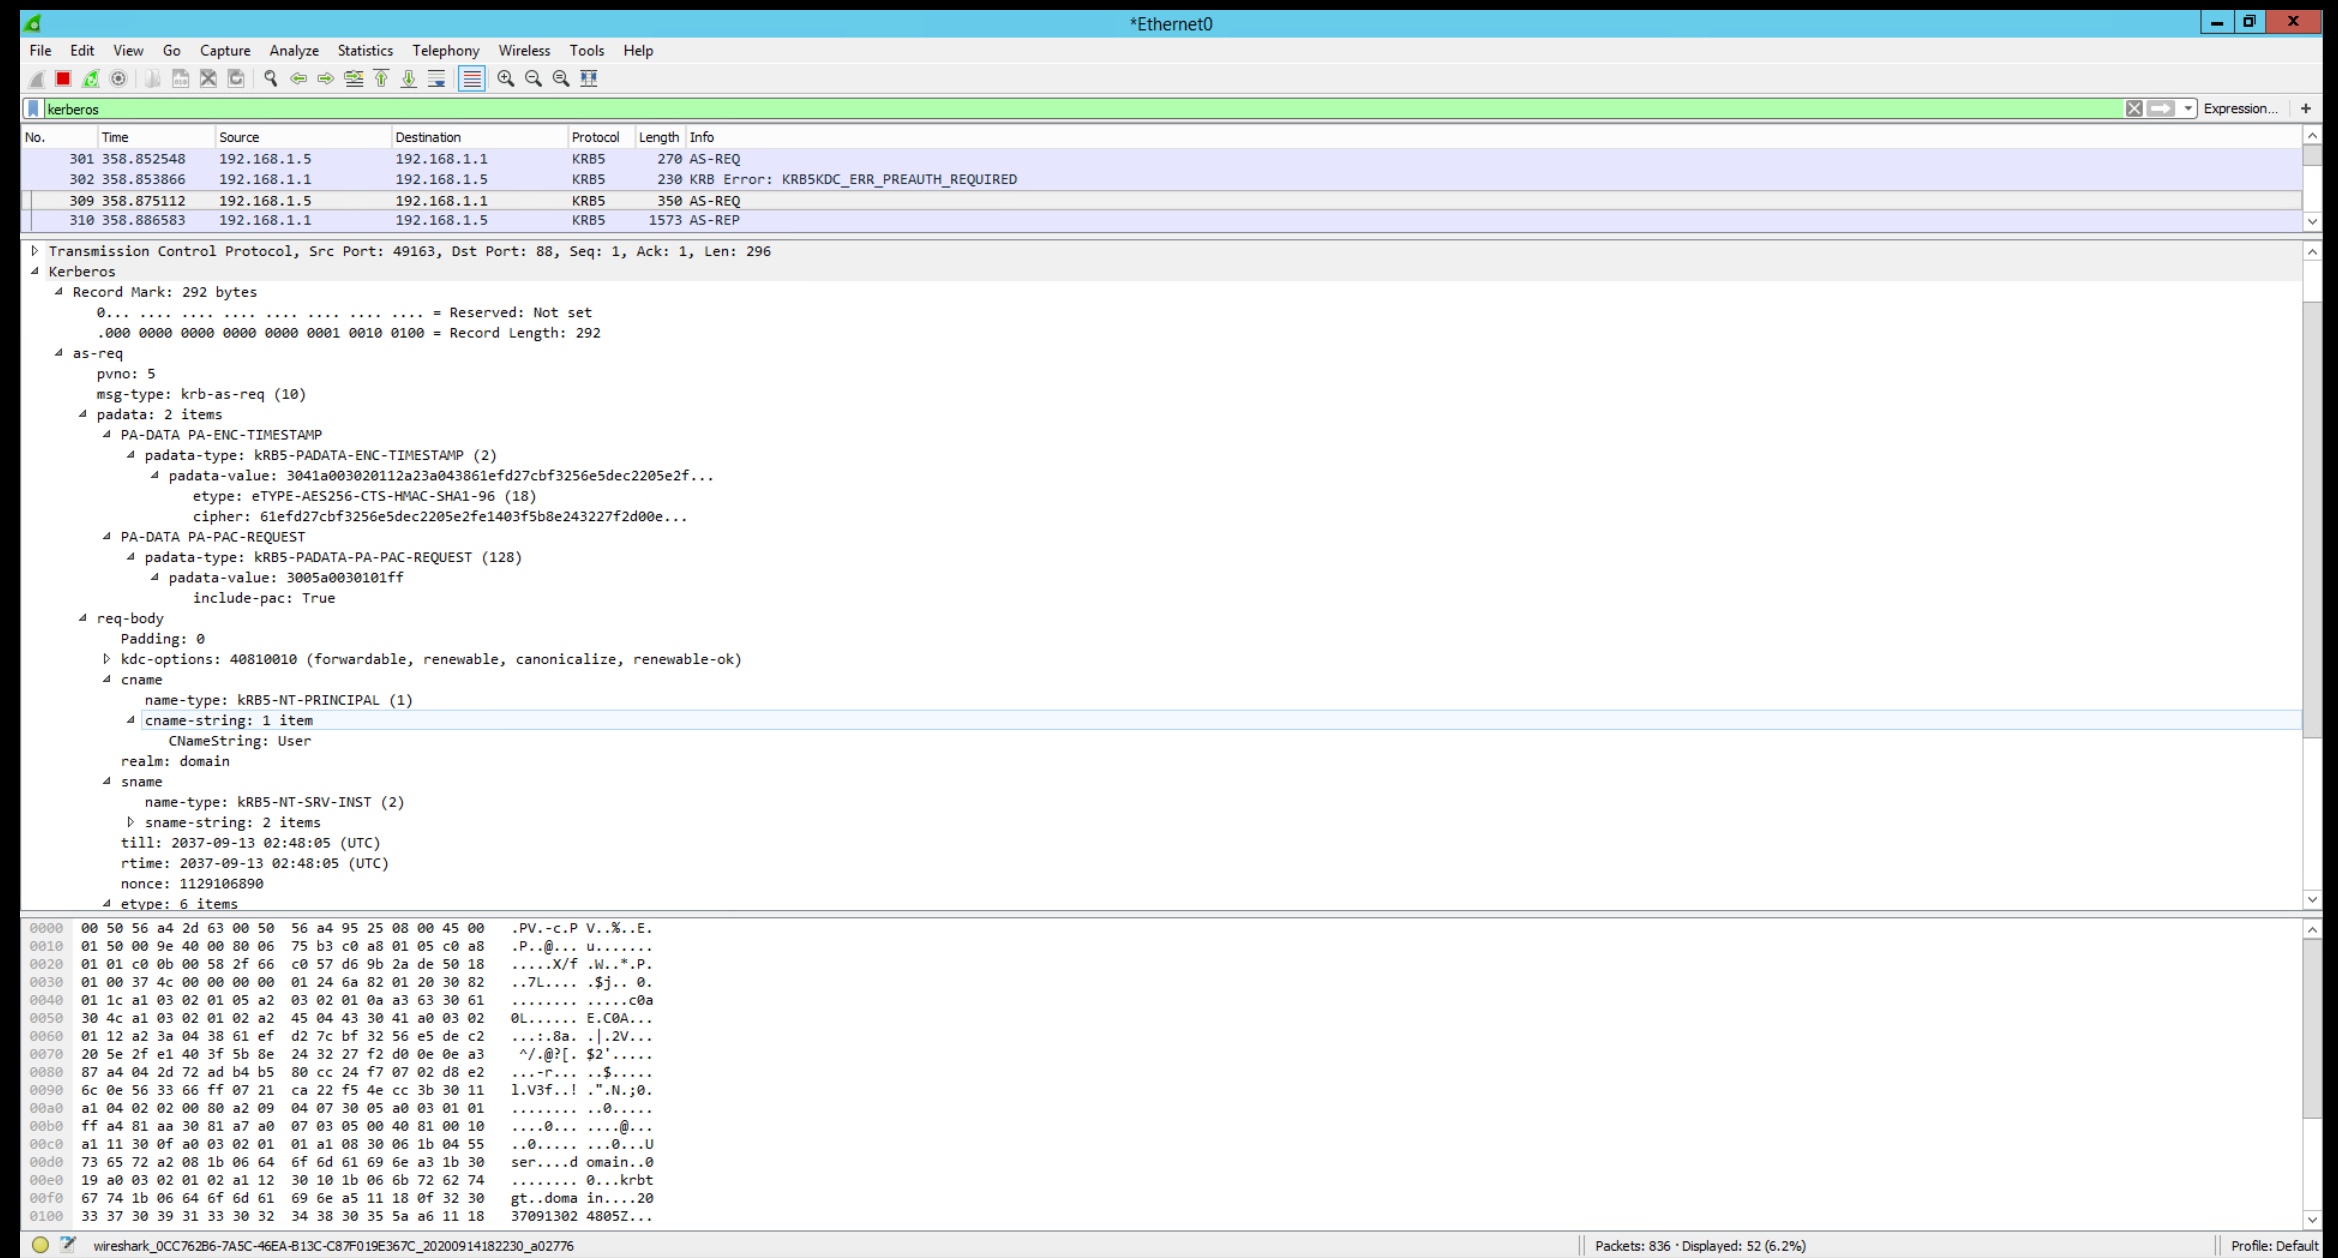 *Ethernet0
File Edit View Go Capture Analyze Statistics Telephony Wireless Tools Help
kerberos Expression... +
No. Time Source Destination Protocol Length Info
301 358.852548 192.168.1.5 192.168.1.1 KRB5 270 AS-REQ
302 358.853866 192.168.1.1 192.168.1.5 KRB5 230 KRB Error: KRB5KDC_ERR_PREAUTH_REQUIRED
309 358.875112 192.168.1.5 192.168.1.1 KRB5 350 AS-REQ
310 358.886583 192.168.1.1 192.168.1.5 KRB5 1573 AS-REP
Transmission Control Protocol, Src Port: 49163, Dst Port: 88, Seq: 1, Ack: 1, Len: 296
Kerberos
Record Mark: 292 bytes
0... .... .... .... .... .... .... .... = Reserved: Not set
.000 0000 0000 0000 0000 0001 0010 0100 = Record Length: 292
as-req
pvno: 5
msg-type: krb-as-req (10)
padata: 2 items
PA-DATA PA-ENC-TIMESTAMP
padata-type: kRB5-PADATA-ENC-TIMESTAMP (2)
padata-value: 3041a003020112a23a043861efd27cbf3256e5dec2205e2f...
etype: eTYPE-AES256-CTS-HMAC-SHA1-96 (18)
cipher: 61efd27cbf3256e5dec2205e2fe1403f5b8e243227f2d00e...
PA-DATA PA-PAC-REQUEST
padata-type: kRB5-PADATA-PA-PAC-REQUEST (128)
padata-value: 3005a0030101ff
include-pac: True
req-body
Padding: 0
kdc-options: 40810010 (forwardable, renewable, canonicalize, renewable-ok)
cname
name-type: kRB5-NT-PRINCIPAL (1)
cname-string: 1 item
CNameString: User
realm: domain
sname
name-type: kRB5-NT-SRV-INST (2)
sname-string: 2 items
till: 2037-09-13 02:48:05 (UTC)
rtime: 2037-09-13 02:48:05 (UTC)
nonce: 1129106890
etype: 6 items
0000 00 50 56 a4 2d 63 00 50 56 a4 95 25 08 00 45 00 .PV.-c.P V..%..E.
0010 01 50 00 9e 40 00 80 06 75 b3 c0 a8 01 05 c0 a8 .P..@... u.......
0020 01 01 c0 0b 00 58 2f 66 c0 57 d6 9b 2a de 50 18 .....X/f .W..*.P.
0030 01 00 37 4c 00 00 00 00 01 24 6a 82 01 20 30 82 ..7L.... .$j.. 0.
0040 01 1c a1 03 02 01 05 a2 03 02 01 0a a3 63 30 61 ........ .....c0a
0050 30 4c a1 03 02 01 02 a2 45 04 43 30 41 a0 03 02 0L...... E.C0A...
0060 01 12 a2 3a 04 38 61 ef d2 7c bf 32 56 e5 de c2 ...:.8a. .|.2V...
0070 20 5e 2f e1 40 3f 5b 8e 24 32 27 f2 d0 0e 0e a3 ^/.@?[. $2'.....
0080 87 a4 04 2d 72 ad b4 b5 80 cc 24 f7 07 02 d8 e2 ...-r... ..$.....
0090 6c 0e 56 33 66 ff 07 21 ca 22 f5 4e cc 3b 30 11 l.V3f..! .".N.;0.
00a0 a1 04 02 02 00 80 a2 09 04 07 30 05 a0 03 01 01 ........ ..0.....
00b0 ff a4 81 aa 30 81 a7 a0 07 03 05 00 40 81 00 10 ....0... ....@...
00c0 a1 11 30 0f a0 03 02 01 01 a1 08 30 06 1b 04 55 ..0..... ...0...U
00d0 73 65 72 a2 08 1b 06 64 6f 6d 61 69 6e a3 1b 30 ser....d omain..0
00e0 19 a0 03 02 01 02 a1 12 30 10 1b 06 6b 72 62 74 ........ 0...krbt
00f0 67 74 1b 06 64 6f 6d 61 69 6e a5 11 18 0f 32 30 gt..doma in....20
0100 33 37 30 39 31 33 30 32 34 38 30 35 5a a6 11 18 37091302 4805Z...
wireshark_0CC762B6-7A5C-46EA-B13C-C87F019E367C_20200914182230_a02776 Packets: 836 · Displayed: 52 (6.2%) Profile: Default